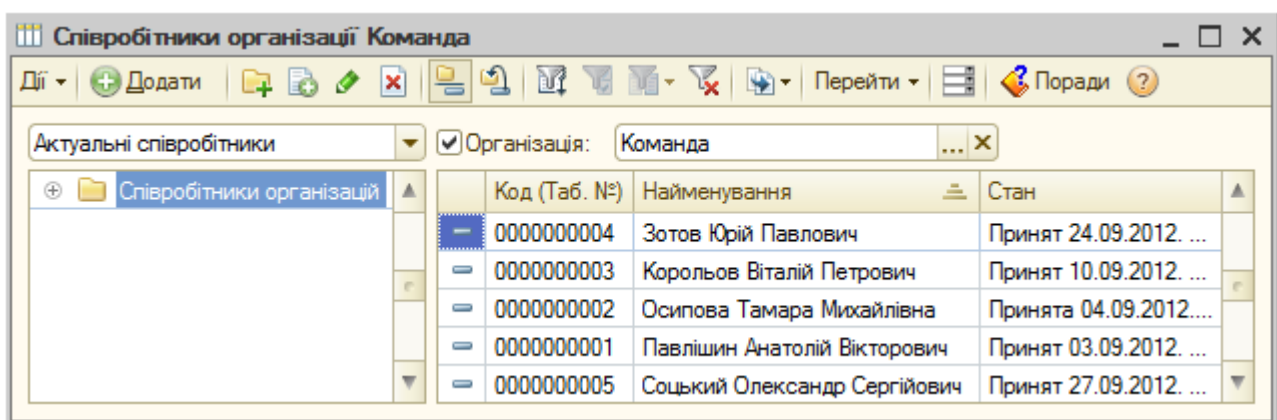 Співробітники організації Команда
Дії Додати Перейти Поради ?
Актуальні співробітники Організація: Команда ...
Співробітники організацій Код (Таб. №) Найменування Стан
0000000004 Зотов Юрій Павлович Принят 24.09.2012. ...
0000000003 Корольов Віталій Петрович Принят 10.09.2012. ...
0000000002 Осипова Тамара Михайлівна Принята 04.09.2012....
0000000001 Павлішин Анатолій Вікторович Принят 03.09.2012. ...
0000000005 Соцький Олександр Сергійович Принят 27.09.2012. ...